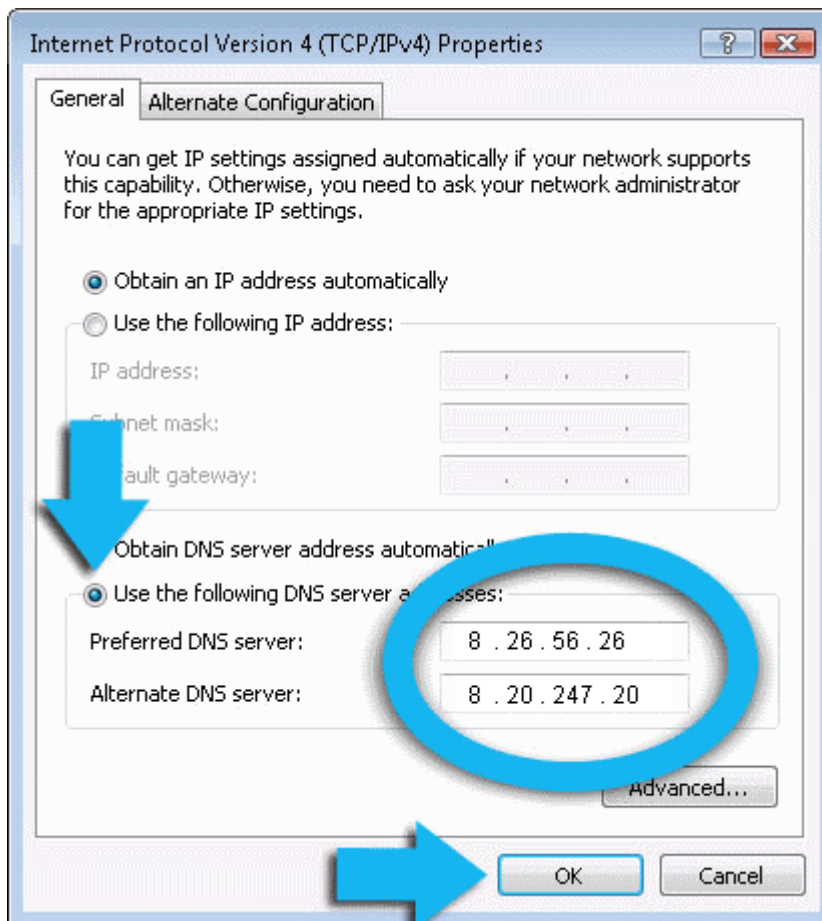 Internet Protocol Version 4 (TCP/IPv4) Properties
General
Alternate Configuration
You can get IP settings assigned automatically if your network supports
this capability. Otherwise, you need to ask your network administrator
for the appropriate IP settings.
Obtain an IP address automatically
Use the following IP address:
IP address:
mask:
gateway:
Obtain DNS server address
Use the following DNS server
Preferred DNS server:
8 . 26 . 56 . 26
Alternate DNS server:
8 . 20 . 247 . 20
Advanced...
OK
Cancel